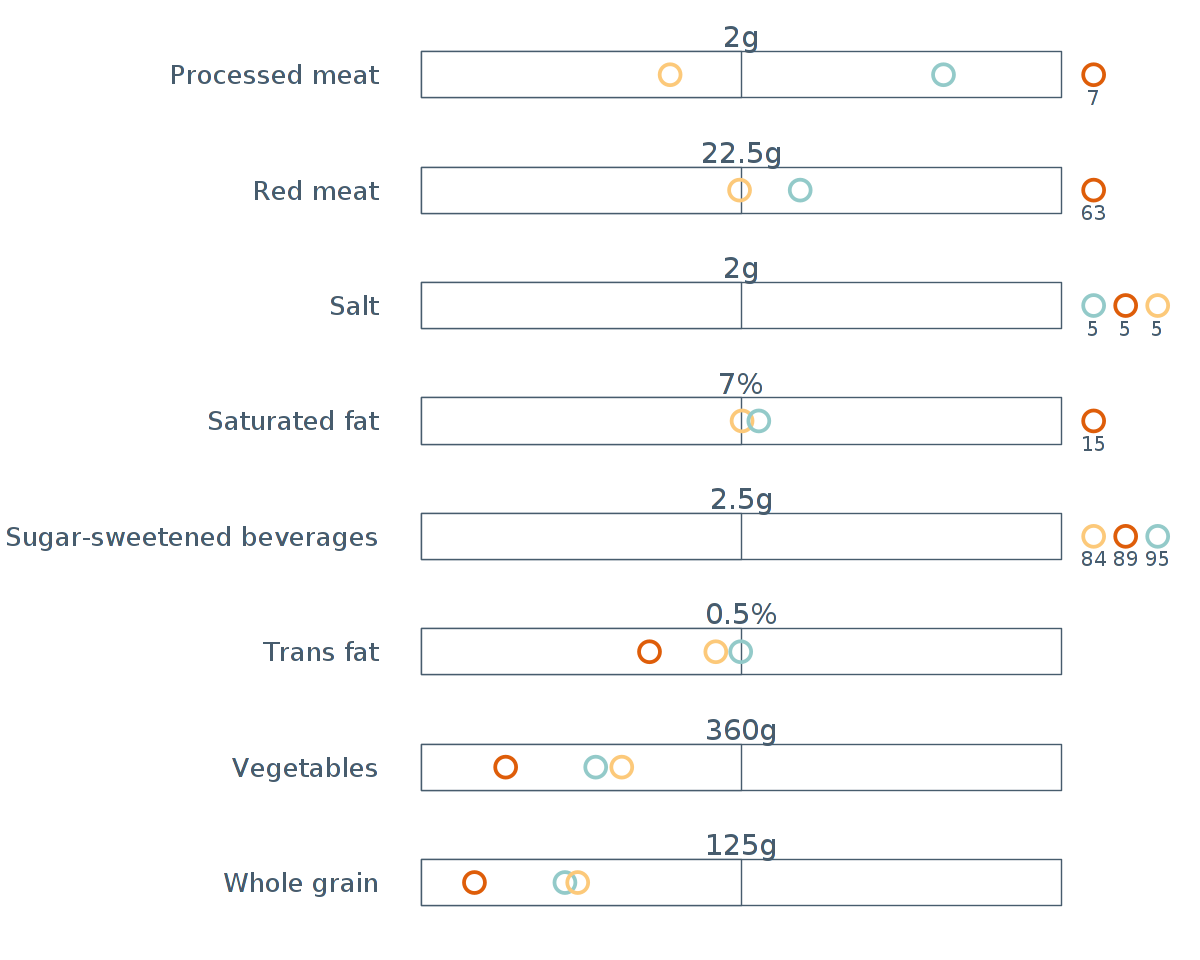 2g
Processed meat
7
22.5g
Red meat
63
2g
Salt
5 5 5
7%
Saturated fat
15
2.5g
Sugar-sweetened beverages
84 89 95
0.5%
Trans fat
360g
Vegetables
125g
Whole grain